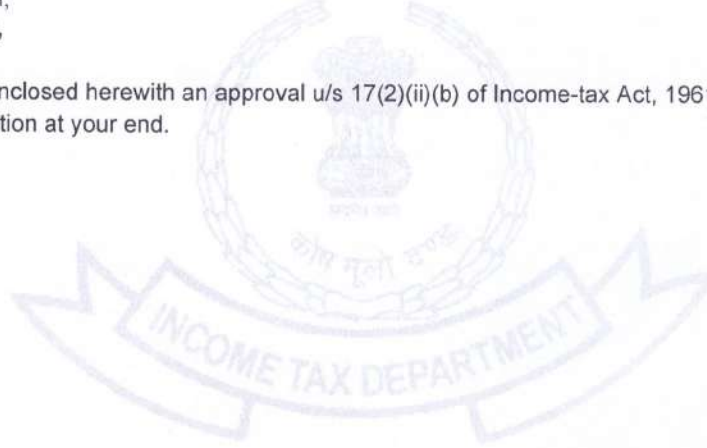 nclosed herewith an approval u/s 17(2)(ii)(b) of Income-tax Act, 196
tion at your end.
कोष मूलो दण्डः
INCOME TAX DEPARTMENT